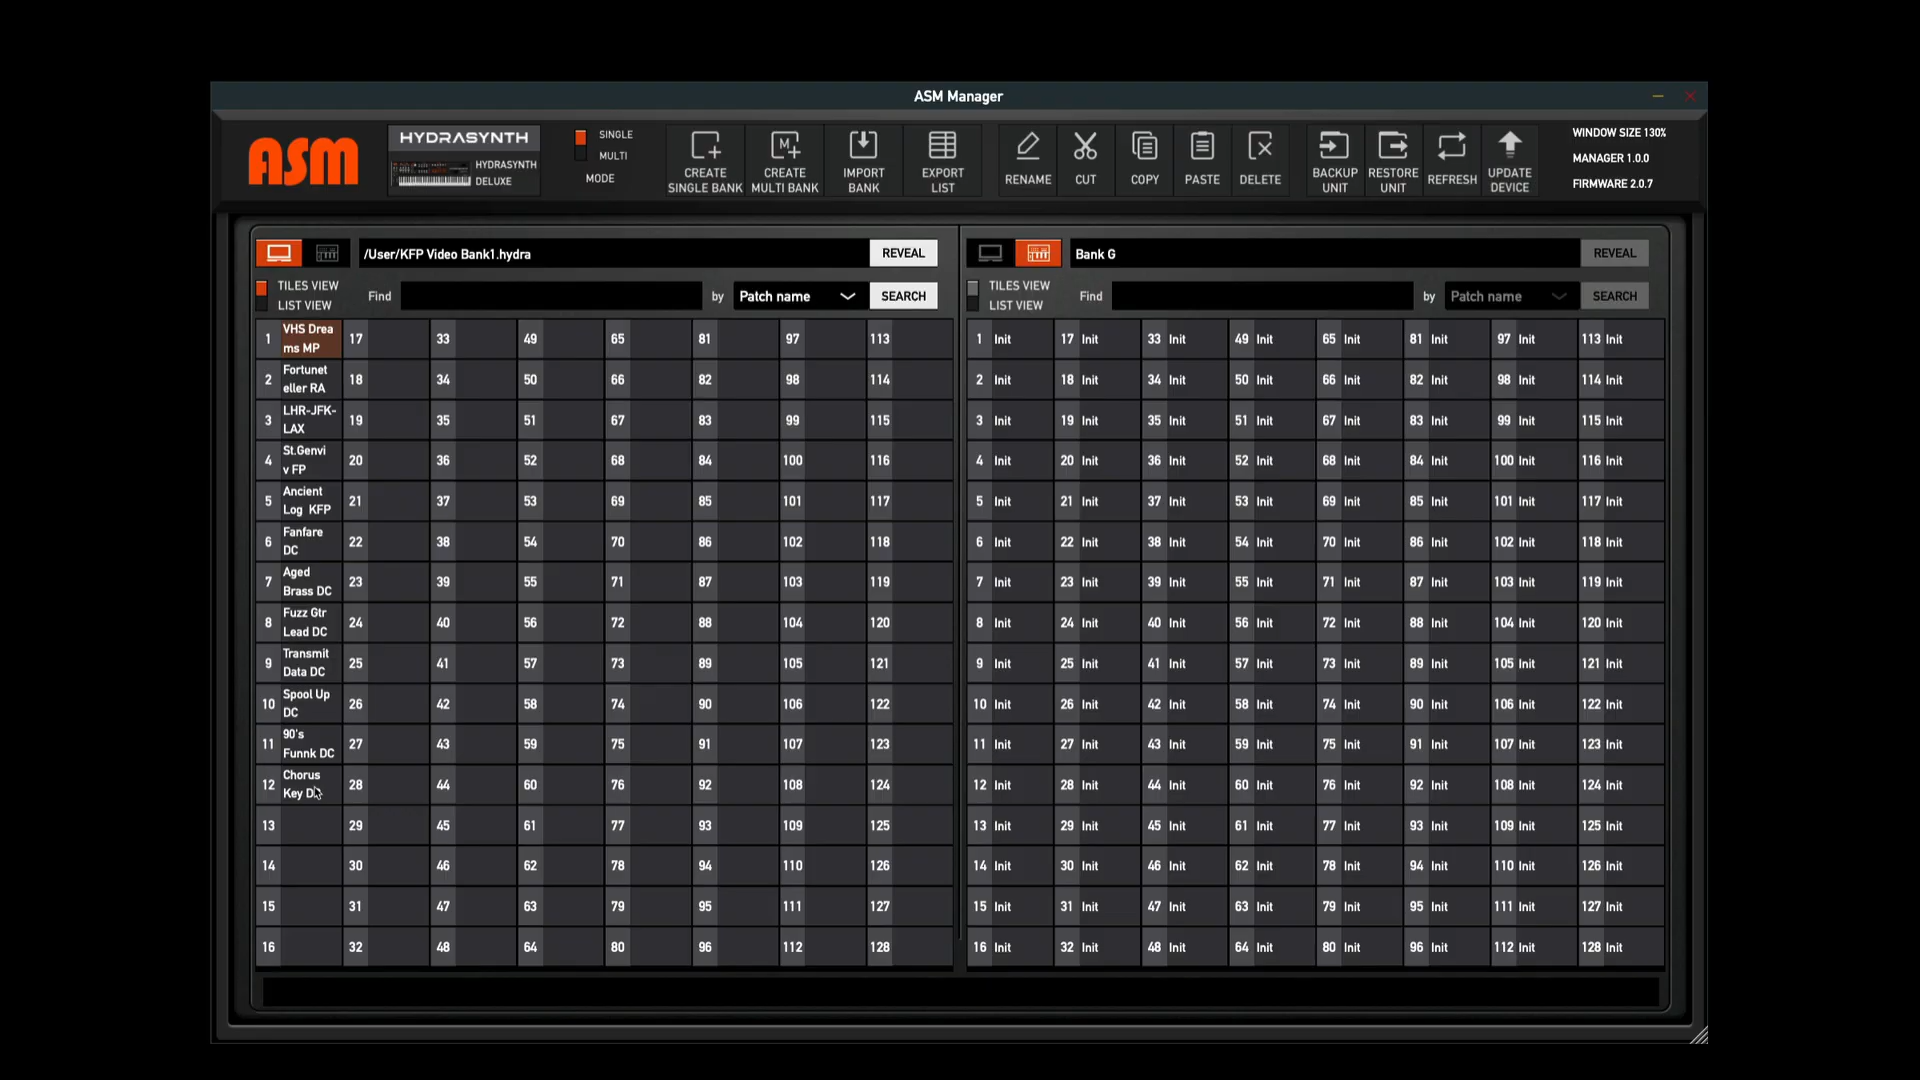 ASM Manager
ASM
HYDRASYNTH
HYDRASYNTH
DELUXE
SINGLE
MULTI
MODE
CREATE
SINGLE BANK
CREATE
MULTI BANK
IMPORT
BANK
EXPORT
LIST
RENAME
CUT
COPY
PASTE
DELETE
BACKUP
UNIT
RESTORE
UNIT
REFRESH
UPDATE
DEVICE
WINDOW SIZE 130%
MANAGER 1.0.0
FIRMWARE 2.0.7
/User/KFP Video Bank1.hydra REVEAL
TILES VIEW
LIST VIEW
Find by Patch name SEARCH
1 VHS Drea
ms MP 17 33 49 65 81 97 113
2 Fortunet
eller RA 18 34 50 66 82 98 114
3 LHR-JFK-
LAX 19 35 51 67 83 99 115
4 St.Genvi
v FP 20 36 52 68 84 100 116
5 Ancient
Log KFP 21 37 53 69 85 101 117
6 Fanfare
DC 22 38 54 70 86 102 118
7 Aged
Brass DC 23 39 55 71 87 103 119
8 Fuzz Gtr
Lead DC 24 40 56 72 88 104 120
9 Transmit
Data DC 25 41 57 73 89 105 121
10 Spool Up
DC 26 42 58 74 90 106 122
11 90's
Funnk DC 27 43 59 75 91 107 123
12 Chorus
Key 28 44 60 76 92 108 124
13 29 45 61 77 93 109 125
14 30 46 62 78 94 110 126
15 31 47 63 79 95 111 127
16 32 48 64 80 96 112 128
Bank G REVEAL
TILES VIEW
LIST VIEW
Find by Patch name SEARCH
1 Init 17 Init 33 Init 49 Init 65 Init 81 Init 97 Init 113 Init
2 Init 18 Init 34 Init 50 Init 66 Init 82 Init 98 Init 114 Init
3 Init 19 Init 35 Init 51 Init 67 Init 83 Init 99 Init 115 Init
4 Init 20 Init 36 Init 52 Init 68 Init 84 Init 100 Init 116 Init
5 Init 21 Init 37 Init 53 Init 69 Init 85 Init 101 Init 117 Init
6 Init 22 Init 38 Init 54 Init 70 Init 86 Init 102 Init 118 Init
7 Init 23 Init 39 Init 55 Init 71 Init 87 Init 103 Init 119 Init
8 Init 24 Init 40 Init 56 Init 72 Init 88 Init 104 Init 120 Init
9 Init 25 Init 41 Init 57 Init 73 Init 89 Init 105 Init 121 Init
10 Init 26 Init 42 Init 58 Init 74 Init 90 Init 106 Init 122 Init
11 Init 27 Init 43 Init 59 Init 75 Init 91 Init 107 Init 123 Init
12 Init 28 Init 44 Init 60 Init 76 Init 92 Init 108 Init 124 Init
13 Init 29 Init 45 Init 61 Init 77 Init 93 Init 109 Init 125 Init
14 Init 30 Init 46 Init 62 Init 78 Init 94 Init 110 Init 126 Init
15 Init 31 Init 47 Init 63 Init 79 Init 95 Init 111 Init 127 Init
16 Init 32 Init 48 Init 64 Init 80 Init 96 Init 112 Init 128 Init